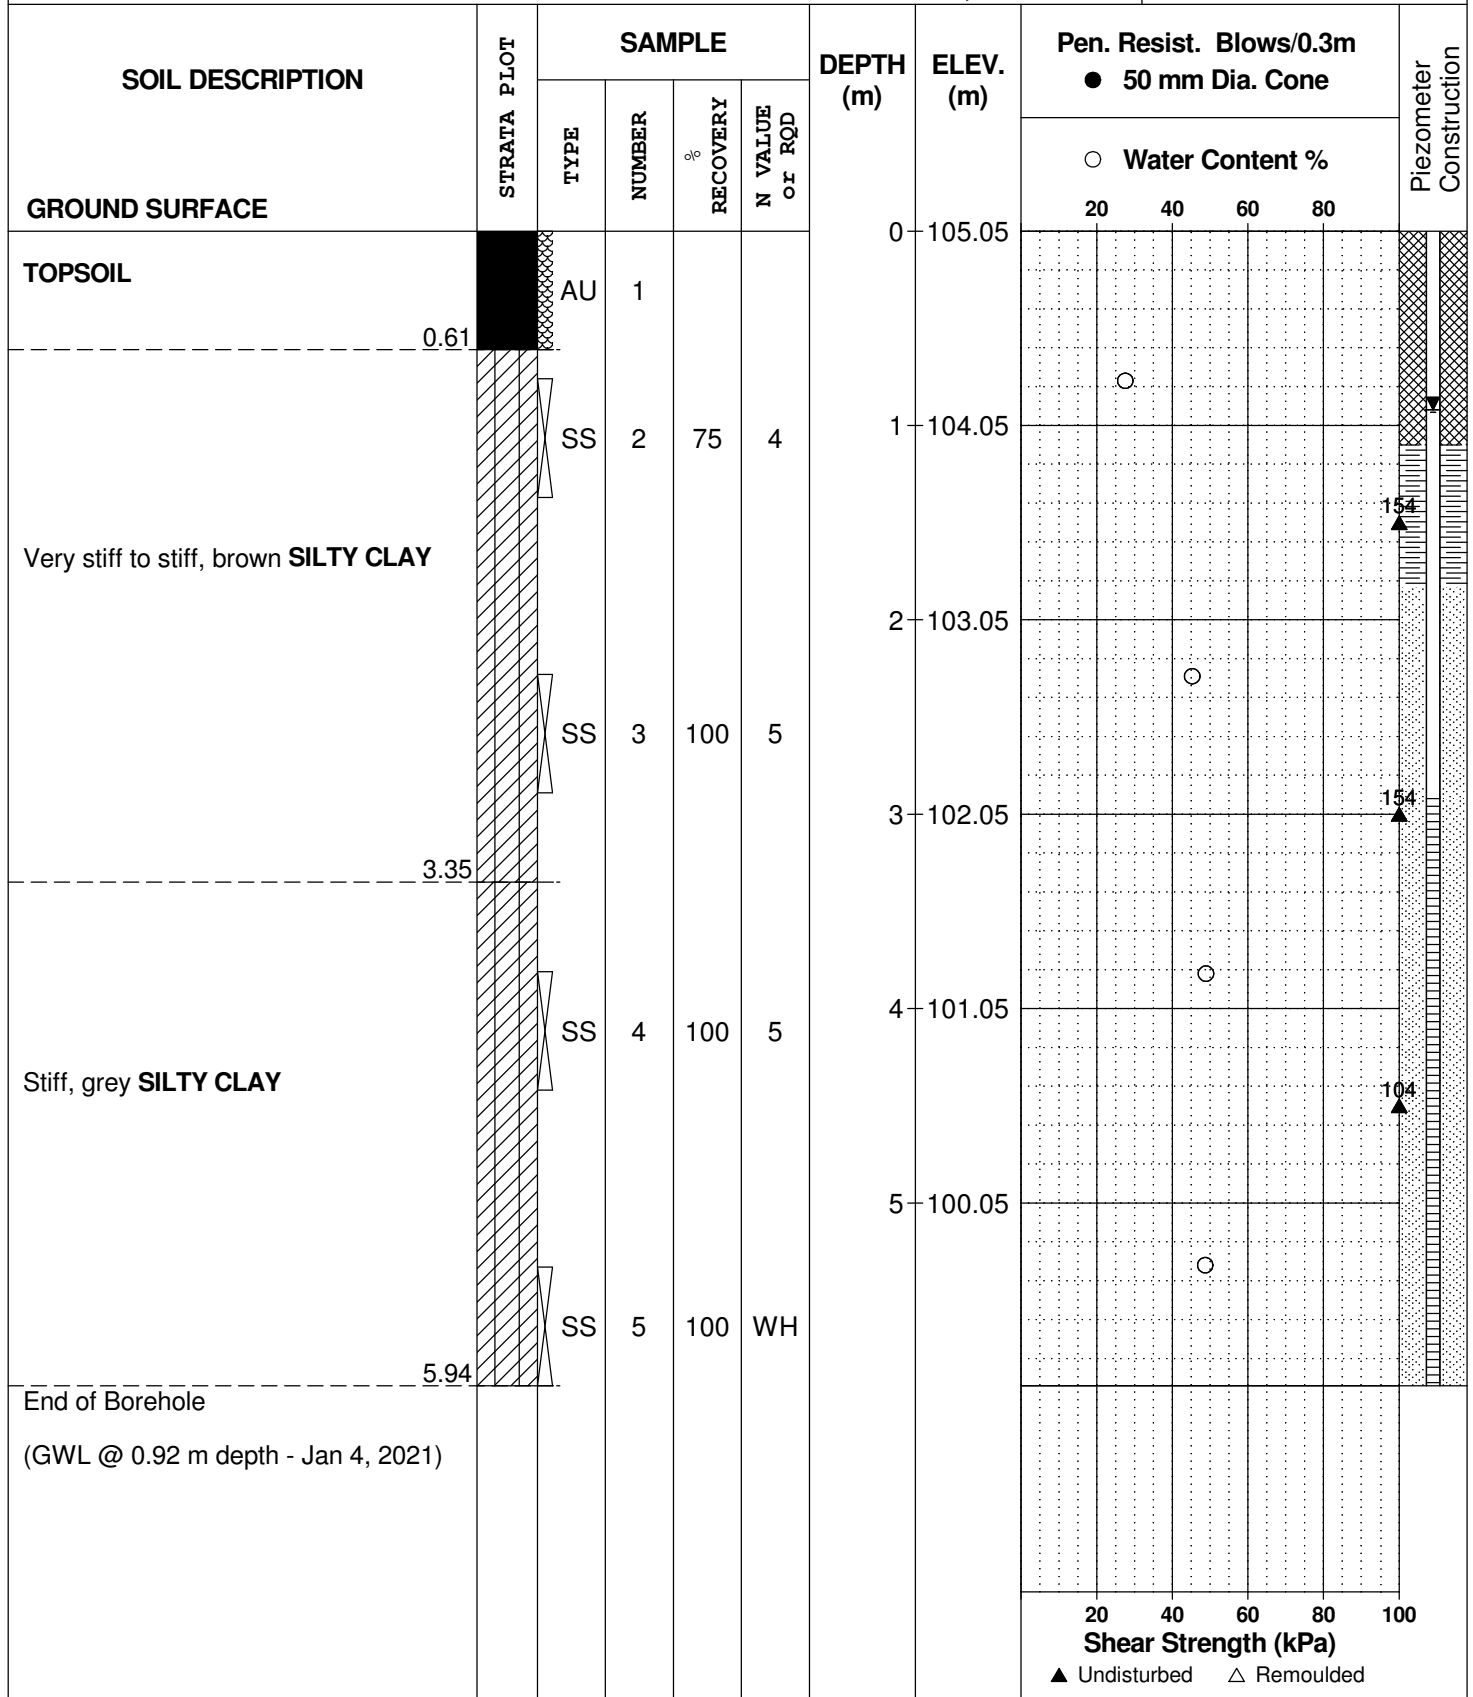 SOIL DESCRIPTION
GROUND SURFACE
STRATA PLOT
SAMPLE
TYPE
NUMBER
%
RECOVERY
N VALUE
or RQD
DEPTH
(m)
ELEV.
(m)
Pen. Resist. Blows/0.3m
● 50 mm Dia. Cone
○ Water Content %
20 40 60 80
Piezometer
Construction
0 105.05
TOPSOIL
AU 1
0.61
SS 2 75 4
1 104.05
154
Very stiff to stiff, brown SILTY CLAY
2 103.05
SS 3 100 5
154
3 102.05
3.35
4 101.05
SS 4 100 5
Stiff, grey SILTY CLAY
104
5 100.05
SS 5 100 WH
5.94
End of Borehole
(GWL @ 0.92 m depth - Jan 4, 2021)
20 40 60 80 100
Shear Strength (kPa)
▲ Undisturbed △ Remoulded